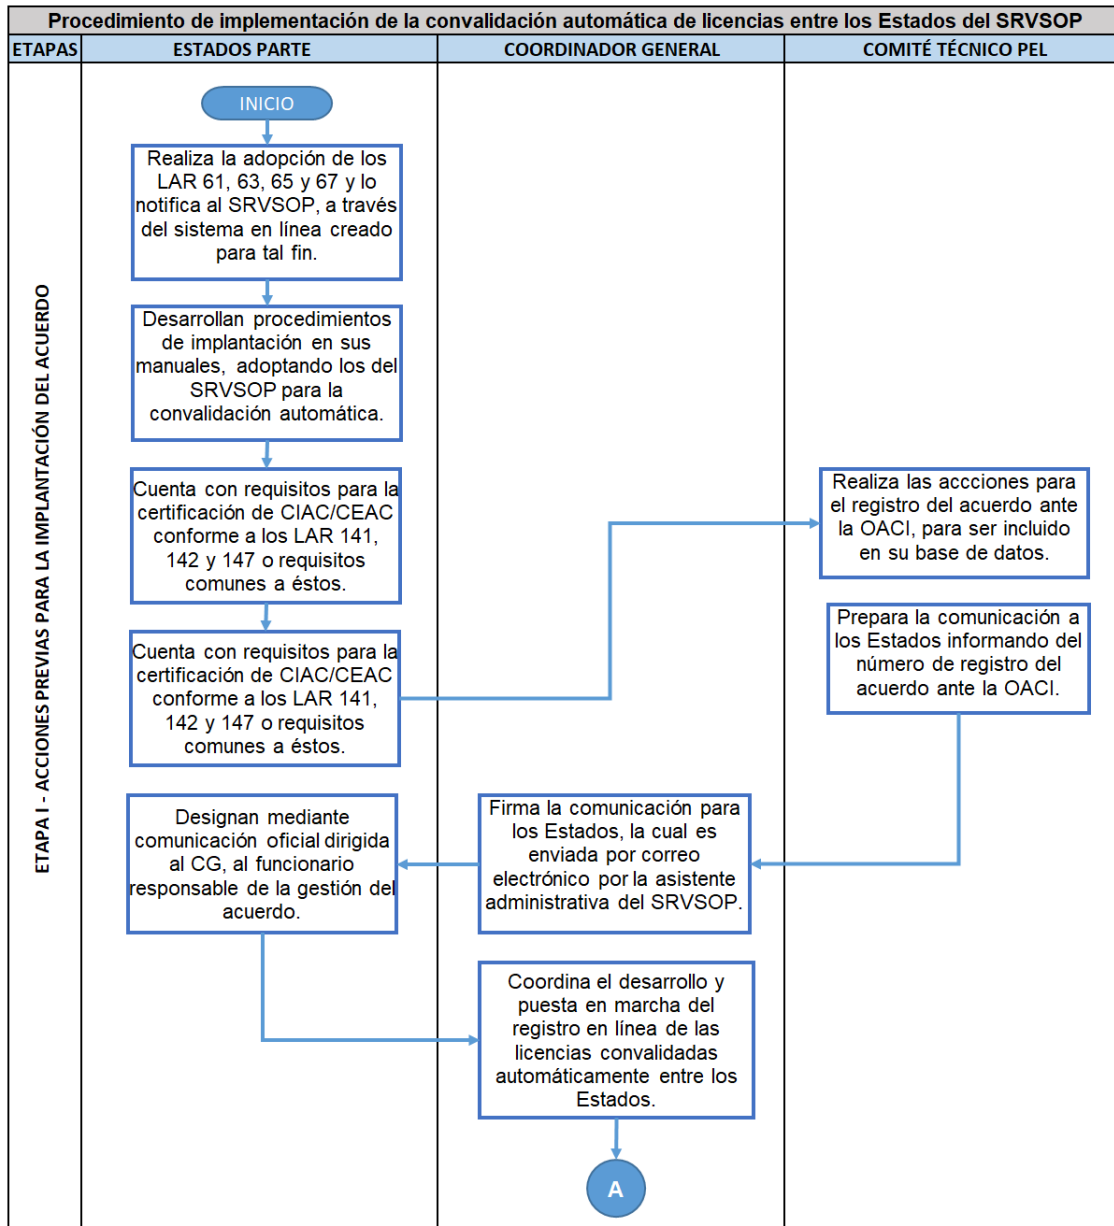 Procedimiento de implementación de la convalidación automática de licencias entre los Estados del SRVSOP
ETAPAS
ESTADOS PARTE
COORDINADOR GENERAL
COMITÉ TÉCNICO PEL
ETAPA I - ACCIONES PREVIAS PARA LA IMPLANTACIÓN DEL ACUERDO
INICIO
Realiza la adopción de los
LAR 61, 63, 65 y 67 y lo
notifica al SRVSOP, a través
del sistema en línea creado
para tal fin.
Desarrollan procedimientos
de implantación en sus
manuales, adoptando los del
SRVSOP para la
convalidación automática.
Cuenta con requisitos para la
certificación de CIAC/CEAC
conforme a los LAR 141,
142 y 147 o requisitos
comunes a éstos.
Cuenta con requisitos para la
certificación de CIAC/CEAC
conforme a los LAR 141,
142 y 147 o requisitos
comunes a éstos.
Realiza las accciones para
el registro del acuerdo ante
la OACI, para ser incluido
en su base de datos.
Prepara la comunicación a
los Estados informando del
número de registro del
acuerdo ante la OACI.
Firma la comunicación para
los Estados, la cual es
enviada por correo
electrónico por la asistente
administrativa del SRVSOP.
Designan mediante
comunicación oficial dirigida
al CG, al funcionario
responsable de la gestión del
acuerdo.
Coordina el desarrollo y
puesta en marcha del
registro en línea de las
licencias convalidadas
automáticamente entre los
Estados.
A